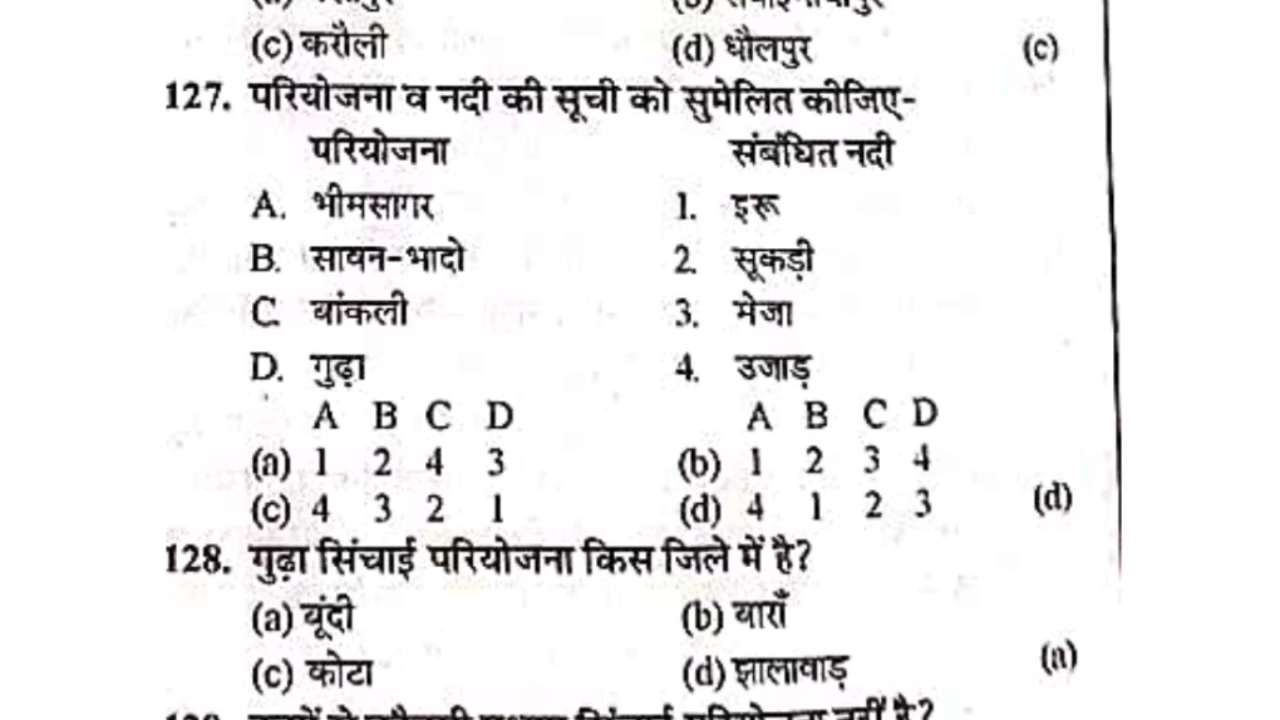 (c) करौली (d) धौलपुर (c)
127. परियोजना व नदी की सूची को सुमेलित कीजिए-
परियोजना संबंधित नदी
A. भीमसागर 1. इरू
B. सावन-भादो 2. सूकड़ी
C. बांकली 3. मेजा
D. गुढ़ा 4. उजाड़
A B C D A B C D
(a) 1 2 4 3 (b) 1 2 3 4
(c) 4 3 2 1 (d) 4 1 2 3 (d)
128. गुढ़ा सिंचाई परियोजना किस जिले में है?
(a) बूंदी (b) बाराँ
(c) कोटा (d) झालावाड़ (a)